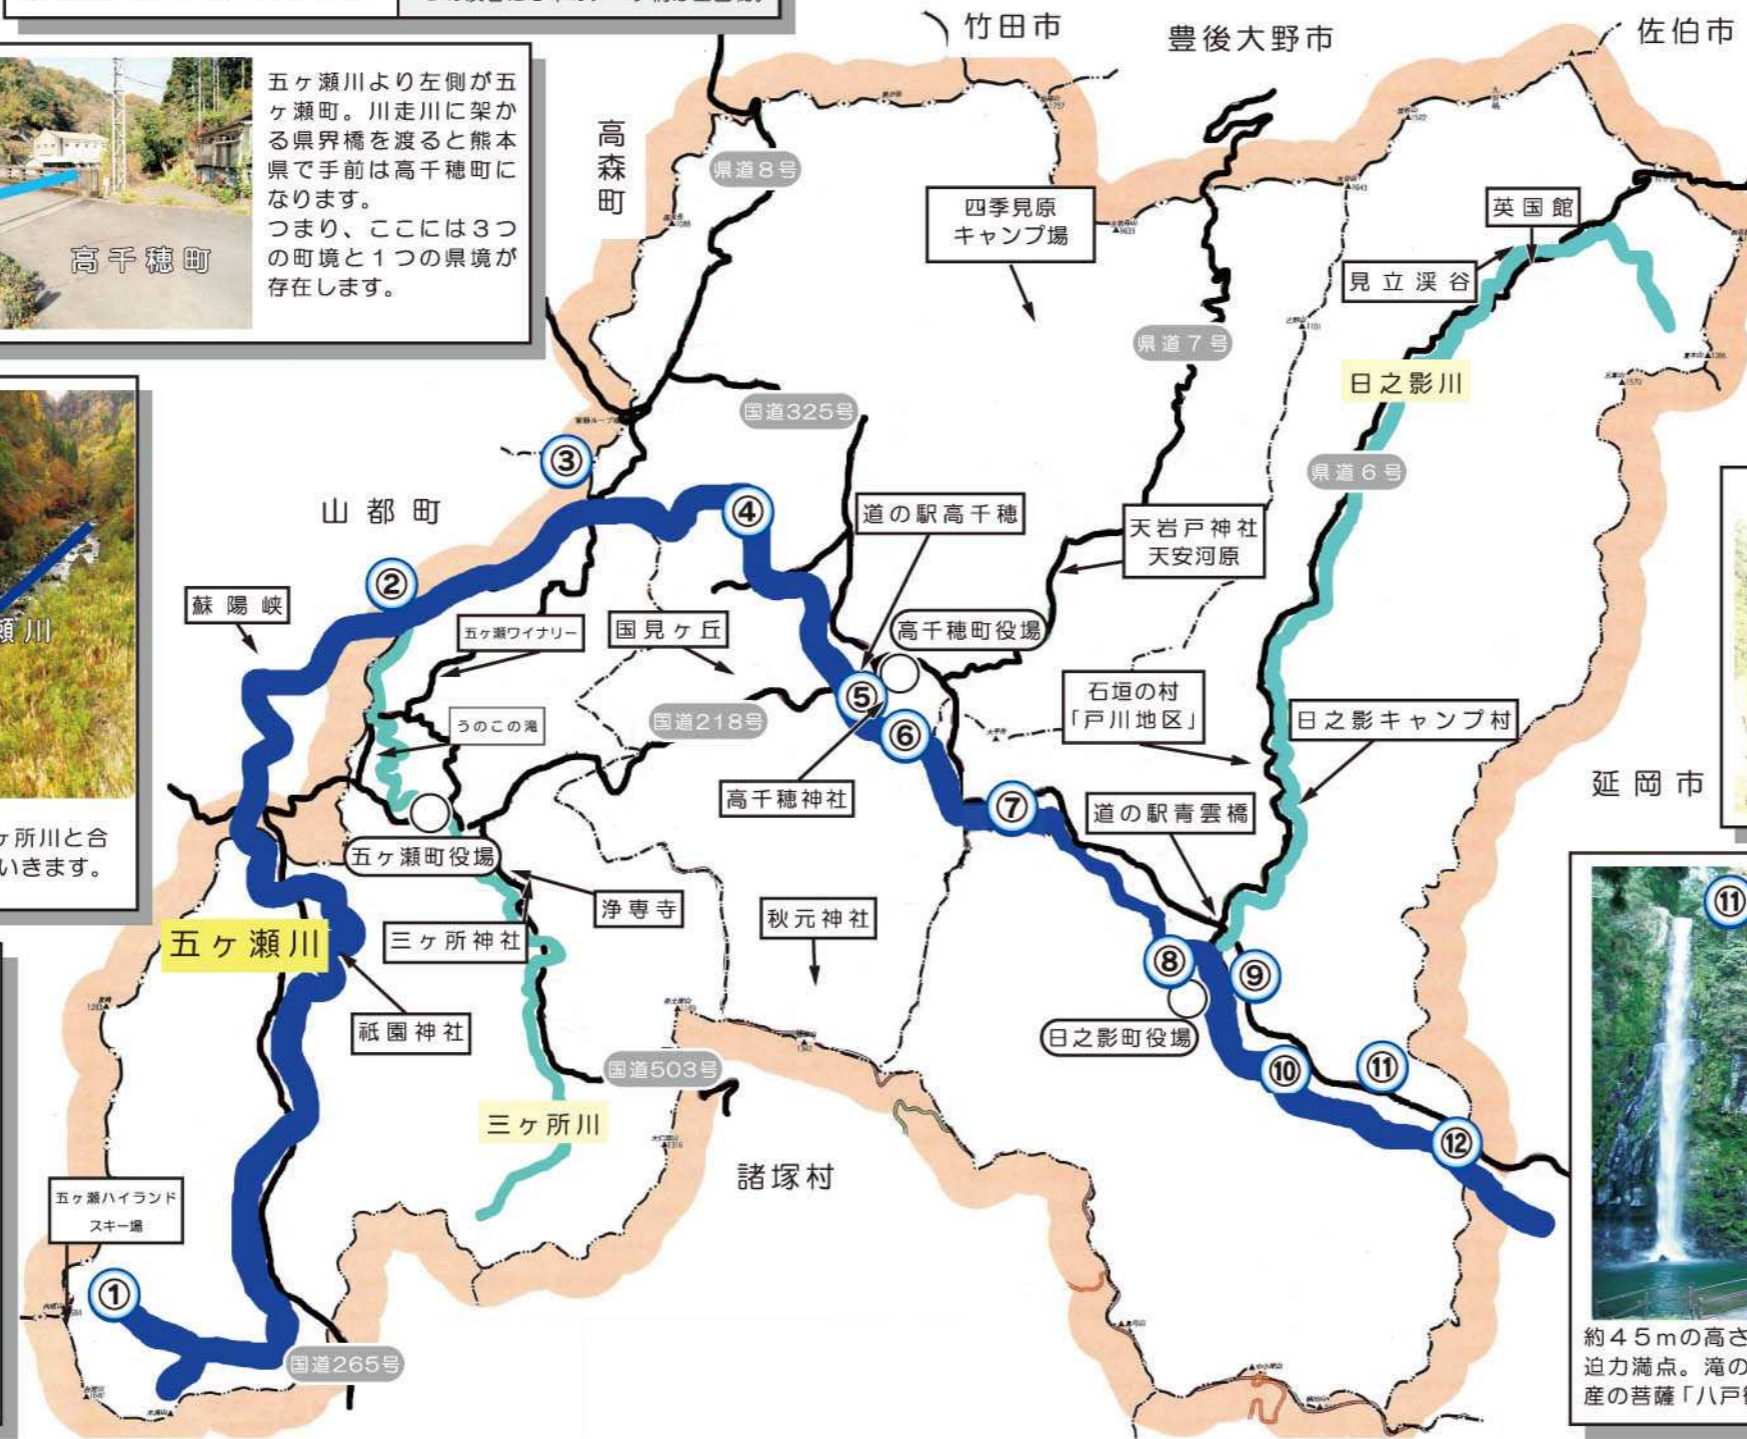 五ヶ瀬川より左側が五
ヶ瀬町。川走川に架か
る県界橋を渡ると熊本
県で手前は高千穂町に
なります。
つまり、ここには３つ
の町境と１つの県境が
存在します。
高千穂町
竹田市
豊後大野市
佐伯市
高森町
県道８号
四季見原
キャンプ場
英国館
見立渓谷
県道７号
日之影川
国道325号
③
県道６号
山都町
④
道の駅高千穂
天岩戸神社
天安河原
②
蘇陽峡
五ヶ瀬ワイナリー
国見ヶ丘
高千穂町役場
瀬川
⑤
石垣の村
「戸川地区」
日之影キャンプ村
うのこの滝
国道218号
⑥
高千穂神社
⑦
道の駅青雲橋
延岡市
ヶ所川と合
いきます。
五ヶ瀬町役場
浄専寺
三ヶ所神社
秋元神社
五ヶ瀬川
⑧
⑨
⑪
祇園神社
日之影町役場
国道503号
⑩
⑪
三ヶ所川
⑫
諸塚村
五ヶ瀬ハイランド
スキー場
①
国道265号
約４５ｍの高さ
迫力満点。滝の
産の菩薩「八戸